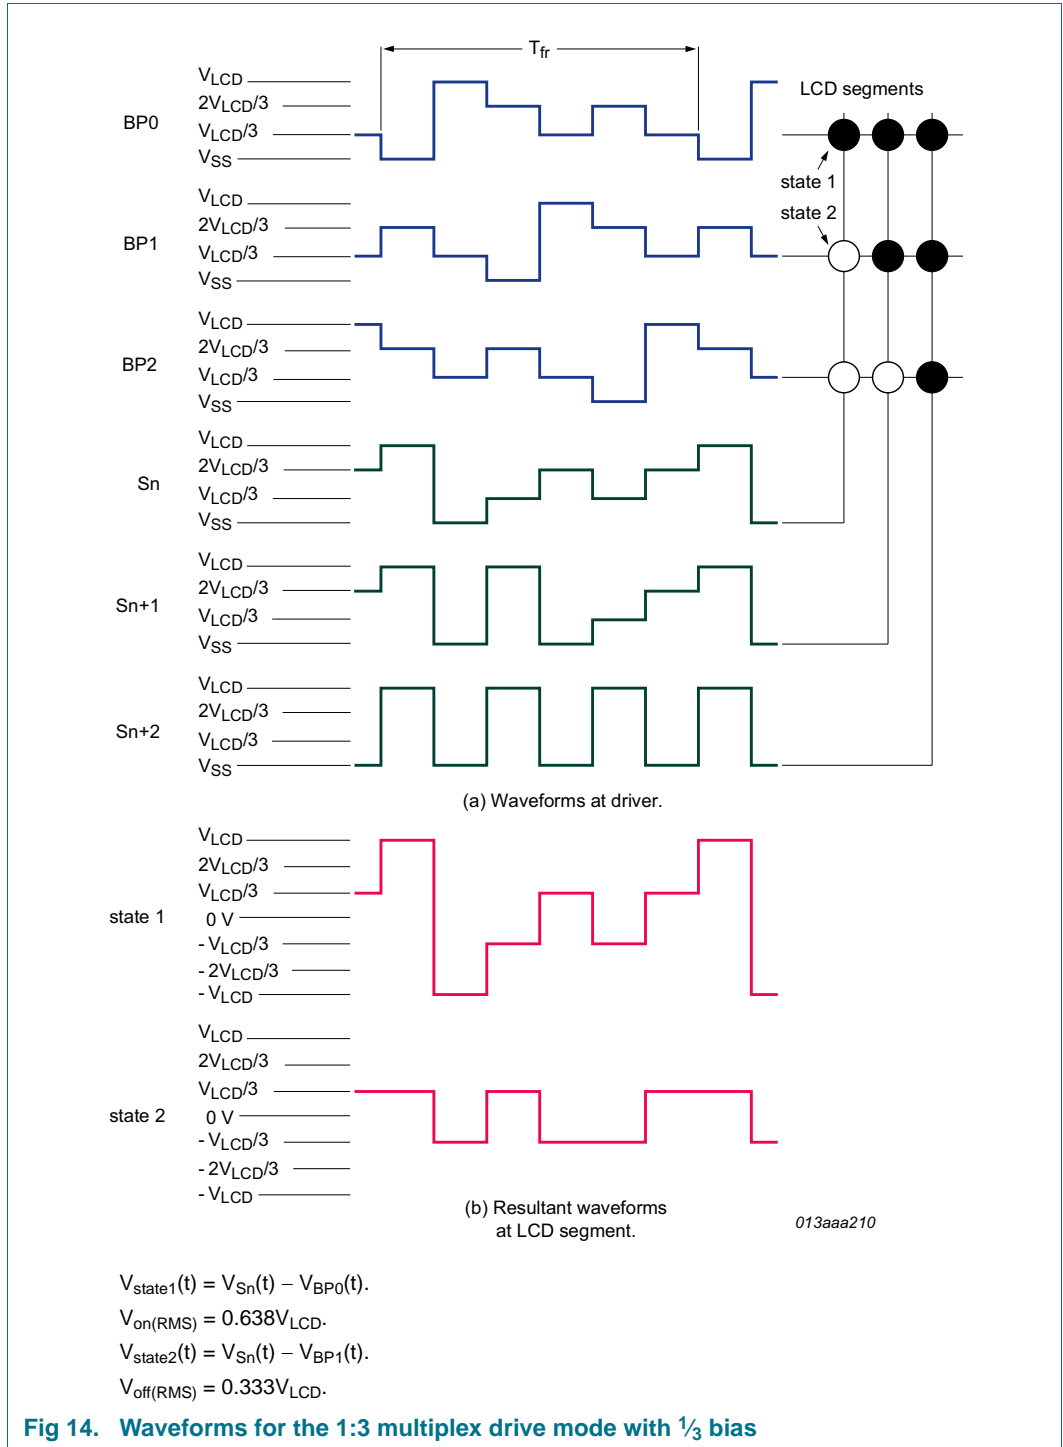 Tfr
VLCD
2VLCD/3
BP0
VLCD/3
VSS
LCD segments
state 1
state 2
VLCD
2VLCD/3
BP1
VLCD/3
VSS
VLCD
2VLCD/3
BP2
VLCD/3
VSS
VLCD
2VLCD/3
Sn
VLCD/3
VSS
VLCD
2VLCD/3
Sn+1
VLCD/3
VSS
VLCD
2VLCD/3
Sn+2
VLCD/3
VSS
(a) Waveforms at driver.
VLCD
2VLCD/3
VLCD/3
state 1
0 V
- VLCD/3
- 2VLCD/3
- VLCD
VLCD
2VLCD/3
VLCD/3
state 2
0 V
- VLCD/3
- 2VLCD/3
- VLCD
(b) Resultant waveforms
at LCD segment.
013aaa210
Vstate1(t) = VSn(t) − VBP0(t).
Von(RMS) = 0.638VLCD.
Vstate2(t) = VSn(t) − VBP1(t).
Voff(RMS) = 0.333VLCD.
Fig 14. Waveforms for the 1:3 multiplex drive mode with 1⁄3 bias